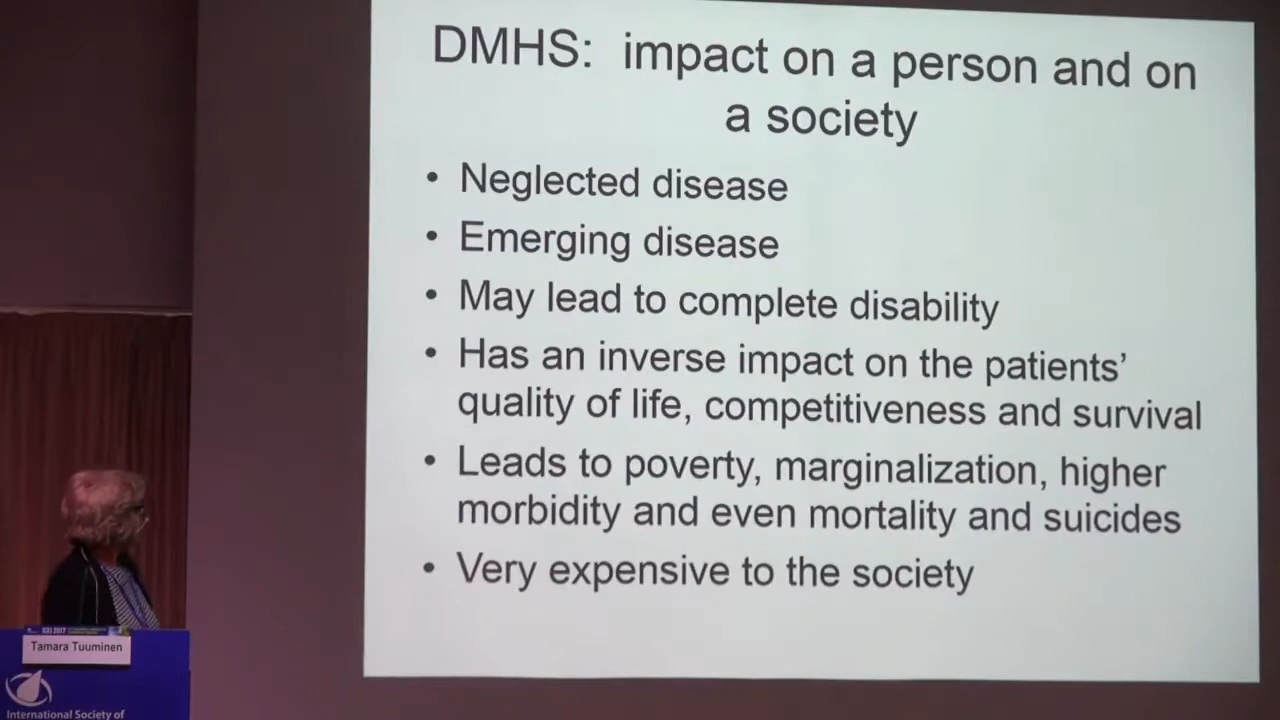 DMHS: impact on a person and on
a society
• Neglected disease
• Emerging disease
• May lead to complete disability
• Has an inverse impact on the patients’
quality of life, competitiveness and survival
• Leads to poverty, marginalization, higher
morbidity and even mortality and suicides
• Very expensive to the society
Tamara Tuuminen
International Society of